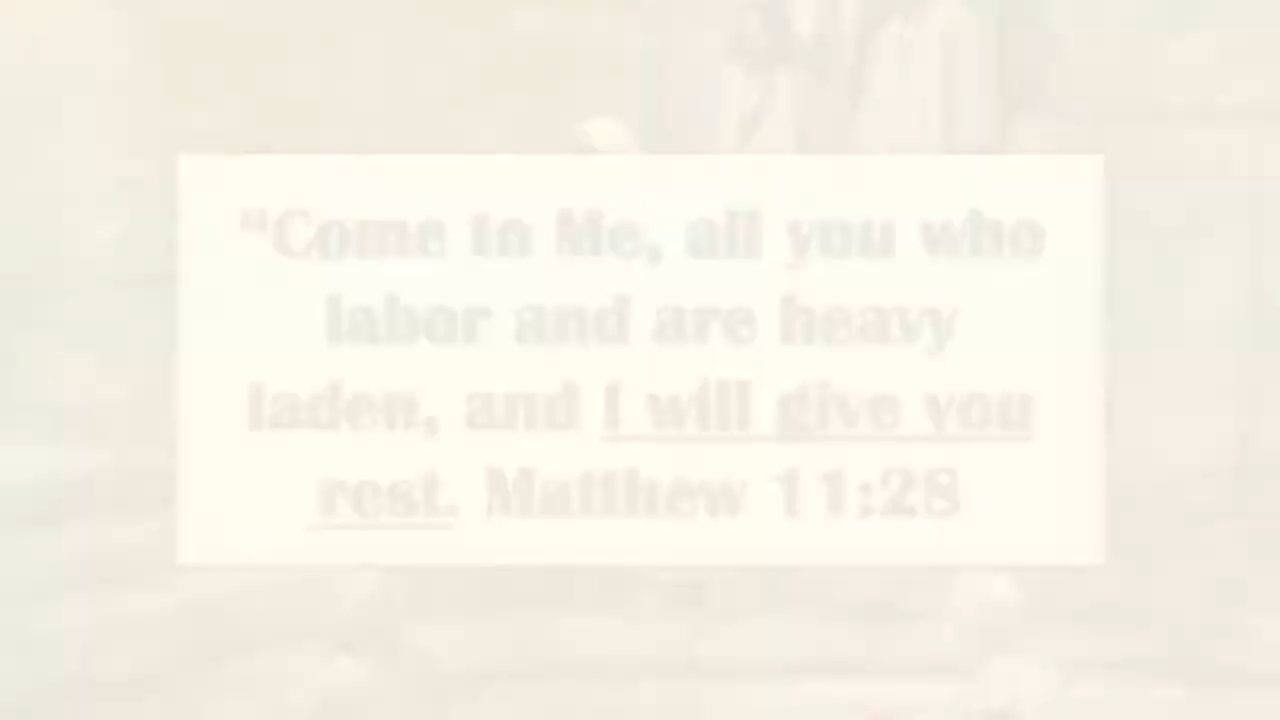 "Come to Me, all you who
labor and are heavy
laden, and I will give you
rest. Matthew 11:28